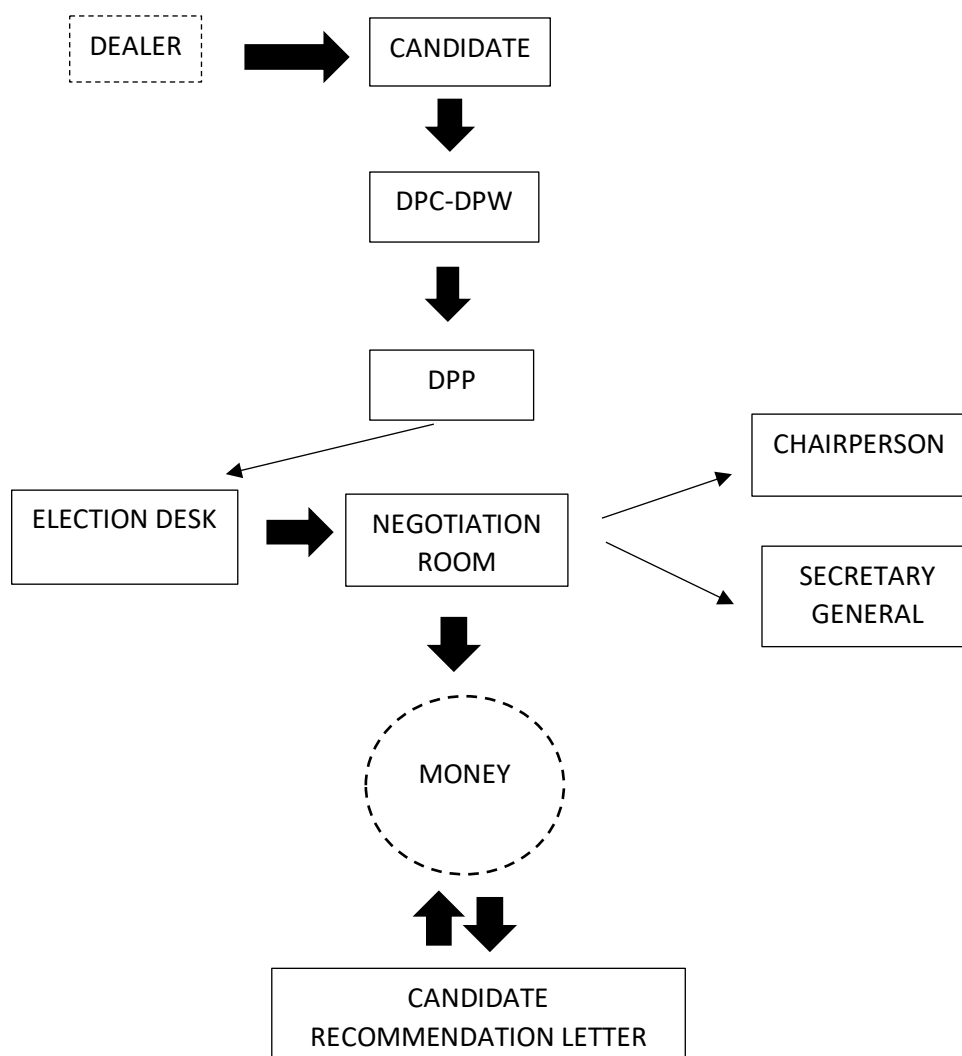 DEALER
CANDIDATE
DPC-DPW
DPP
CHAIRPERSON
ELECTION DESK
NEGOTIATION
ROOM
SECRETARY
GENERAL
MONEY
CANDIDATE
RECOMMENDATION LETTER